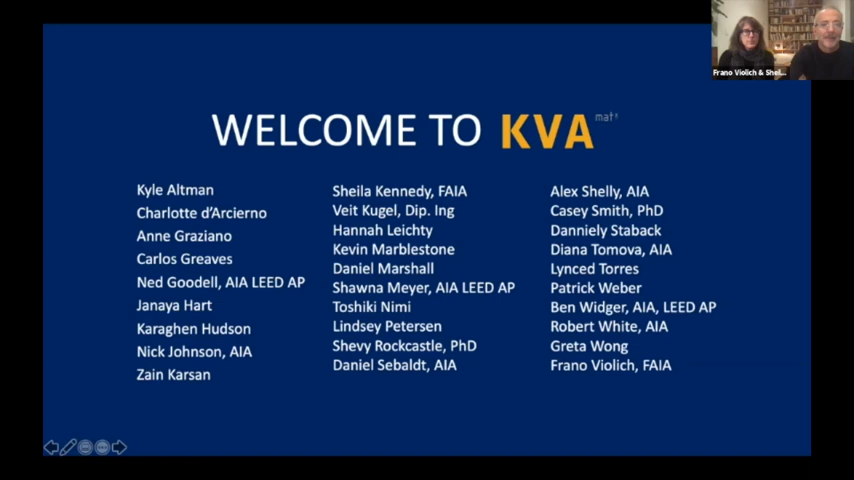 Frano Violich & Shei...
WELCOME TO KVA matx
Kyle Altman
Charlotte d'Arcierno
Anne Graziano
Carlos Greaves
Ned Goodell, AIA LEED AP
Janaya Hart
Karaghen Hudson
Nick Johnson, AIA
Zain Karsan
Sheila Kennedy, FAIA
Veit Kugel, Dip. Ing
Hannah Leichty
Kevin Marblestone
Daniel Marshall
Shawna Meyer, AIA LEED AP
Toshiki Nimi
Lindsey Petersen
Shevy Rockcastle, PhD
Daniel Sebaldt, AIA
Alex Shelly, AIA
Casey Smith, PhD
Danniely Staback
Diana Tomova, AIA
Lynced Torres
Patrick Weber
Ben Widger, AIA, LEED AP
Robert White, AIA
Greta Wong
Frano Violich, FAIA